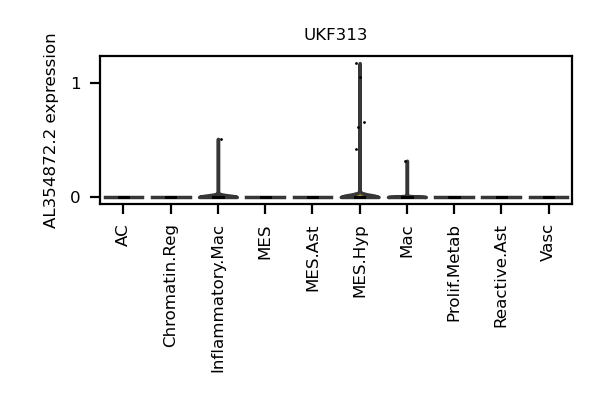 UKF313
AL354872.2 expression
1
0
AC
Chromatin.Reg
Inflammatory.Mac
MES
MES.Ast
MES.Hyp
Mac
Prolif.Metab
Reactive.Ast
Vasc